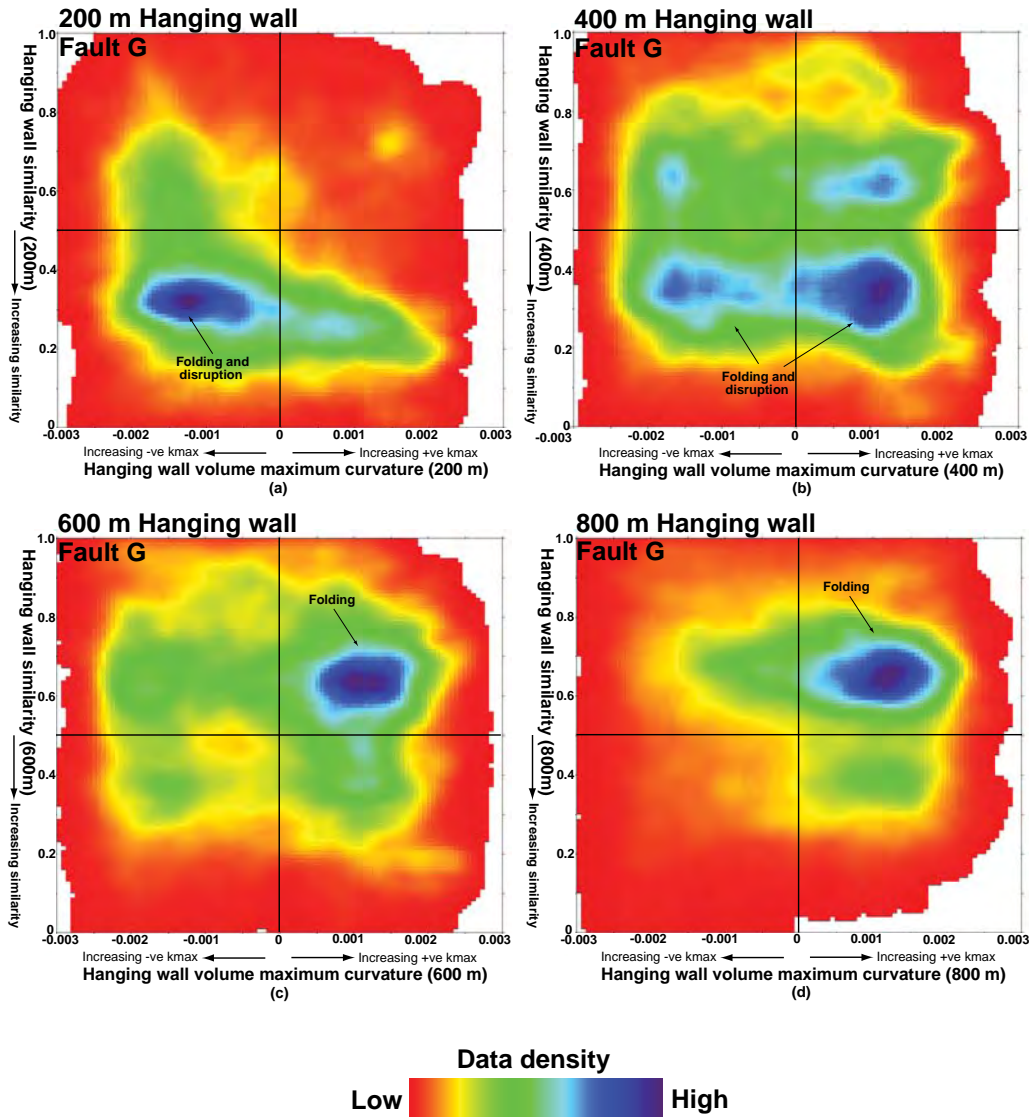 200 m Hanging wall
Fault G
Hanging wall similarity (200m)
Increasing similarity
1.0
0.8
0.6
0.4
0.2
0
-0.003
-0.002
-0.001
0
0.001
0.002
0.003
Folding and
disruption
Increasing -ve kmax
Increasing +ve kmax
Hanging wall volume maximum curvature (200 m)
(a)
400 m Hanging wall
Fault G
Hanging wall similarity (400m)
Increasing similarity
1.0
0.8
0.6
0.4
0.2
0
-0.003
-0.002
-0.001
0
0.001
0.002
0.003
Folding and
disruption
Increasing -ve kmax
Increasing +ve kmax
Hanging wall volume maximum curvature (400 m)
(b)
600 m Hanging wall
Fault G
Hanging wall similarity (600m)
Increasing similarity
1.0
0.8
0.6
0.4
0.2
0
-0.003
-0.002
-0.001
0
0.001
0.002
0.003
Folding
Increasing -ve kmax
Increasing +ve kmax
Hanging wall volume maximum curvature (600 m)
(c)
800 m Hanging wall
Fault G
Hanging wall similarity (800m)
Increasing similarity
1.0
0.8
0.6
0.4
0.2
0
-0.003
-0.002
-0.001
0
0.001
0.002
0.003
Folding
Increasing -ve kmax
Increasing +ve kmax
Hanging wall volume maximum curvature (800 m)
(d)
Data density
Low
High